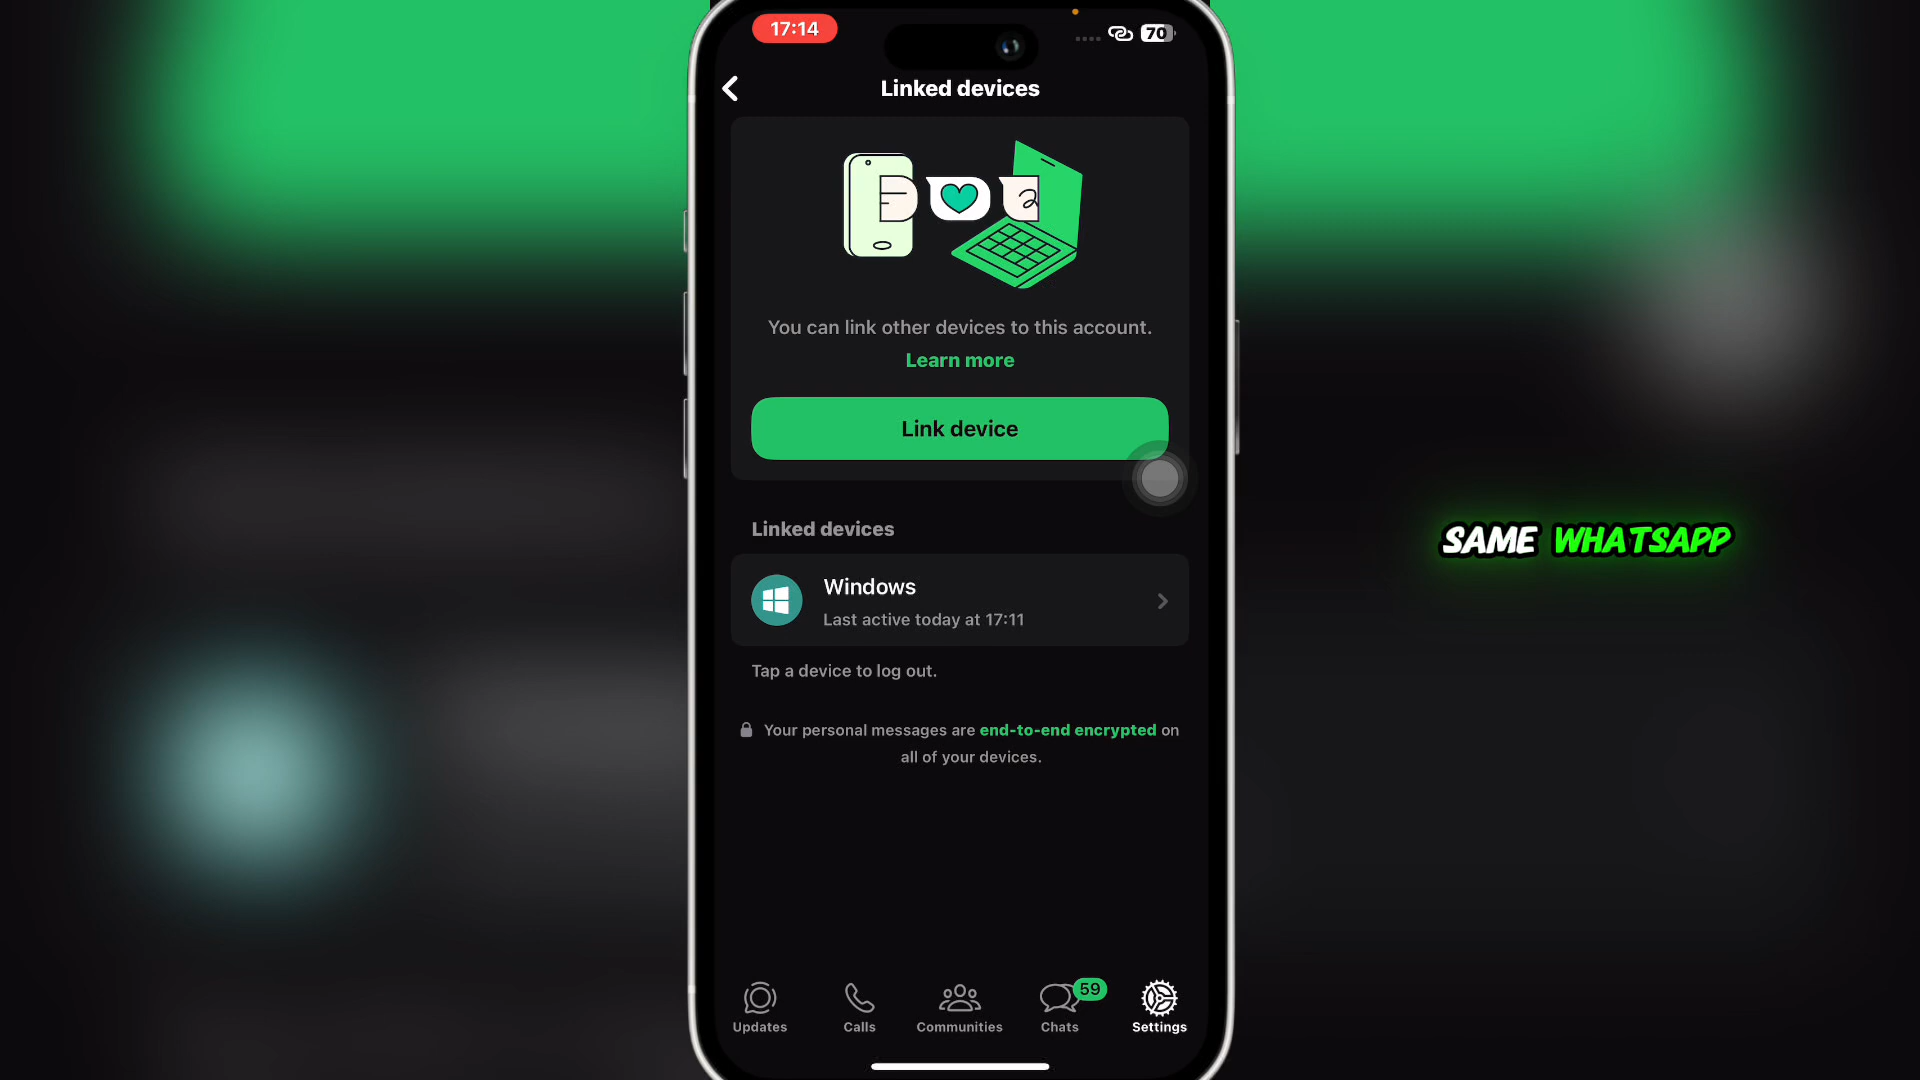 17:14
70
Linked devices
You can link other devices to this account.
Learn more
Link device
Linked devices
Windows
Last active today at 17:11
Tap a device to log out.
Your personal messages are end-to-end encrypted on
all of your devices.
SAME WHATSAPP
59
Updates
Calls
Communities
Chats
Settings